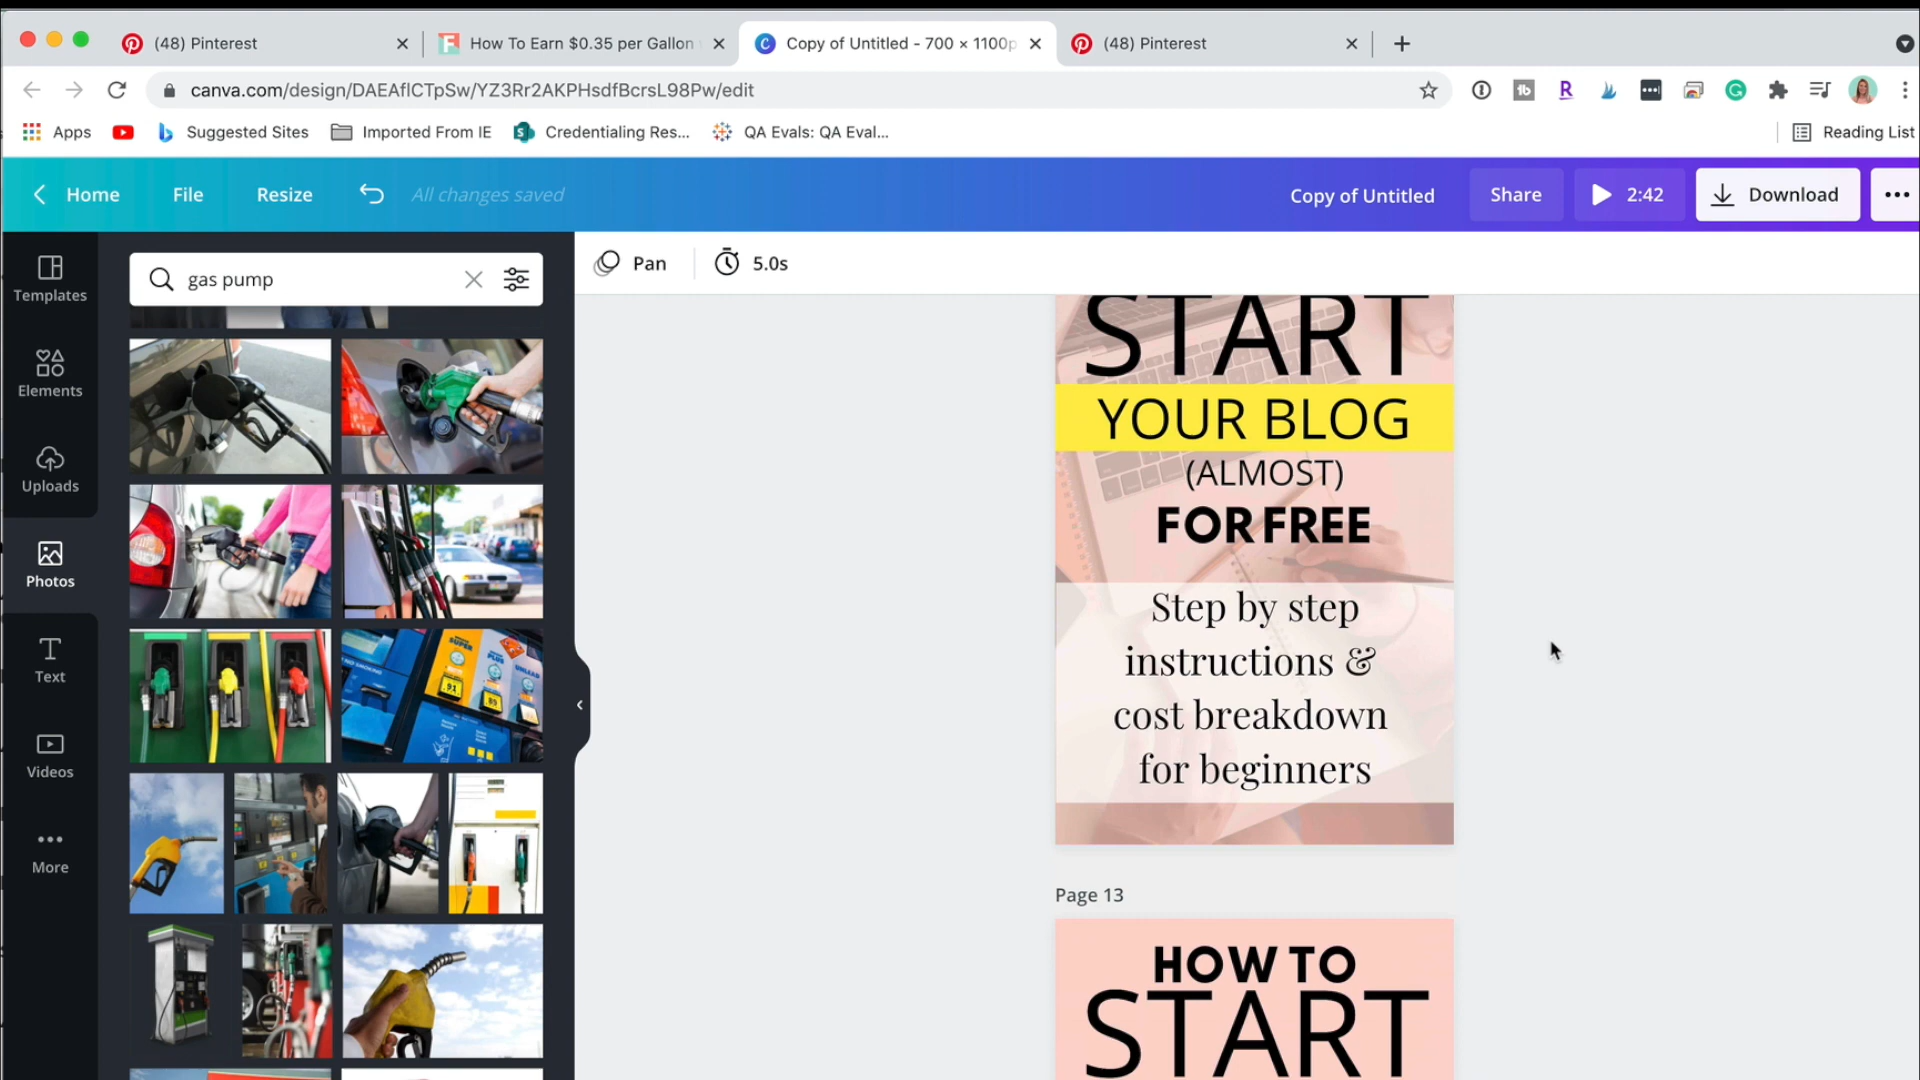 (48) Pinterest
How To Earn $0.35 per Gallon
Copy of Untitled - 700 × 1100p
(48) Pinterest
canva.com/design/DAEAflCTpSw/YZ3Rr2AKPHsdfBcrsL98Pw/edit
Apps
Suggested Sites
Imported From IE
Credentialing Res...
QA Evals: QA Eval...
Reading List
Home
File
Resize
All changes saved
Copy of Untitled
Share
2:42
Download
Templates
Elements
Uploads
Photos
Text
Videos
More
gas pump
Pan
5.0s
START
YOUR BLOG
(ALMOST)
FOR FREE
Step by step
instructions &
cost breakdown
for beginners
Page 13
HOW TO
START